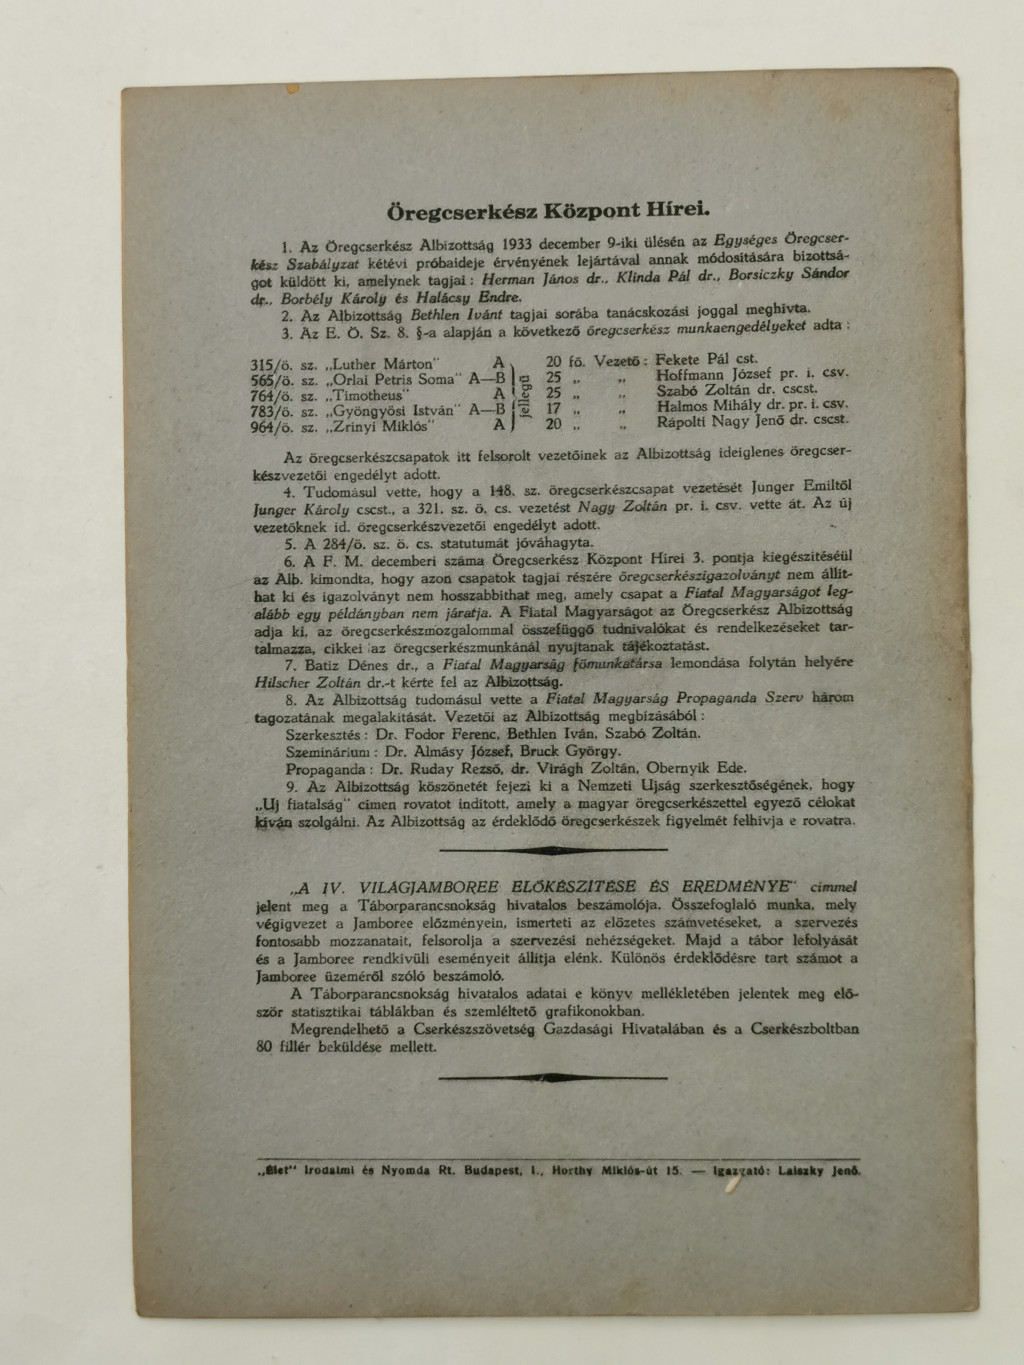 Öregcserkész Központ Hírei.
1. Az Öregcserkész Albizottság 1933 december 9-iki ülésén az Egységes Öregcser-
kész Szabályzat kétévi próbaideje érvényének lejártával annak módosítására bizottsá-
got küldött ki, amelynek tagjai : Herman János dr., Klinda Pál dr., Borsiczky Sándor
dr., Borbély Károly és Halácsy Endre.
2. Az Albizottság Bethlen Ivánt tagjai sorába tanácskozási joggal meghívta.
3. Az E. Ö. Sz. 8. §-a alapján a következő öregcserkész munkaengedélyeket adta :
315/ö. sz. „Luther Márton" A 20 fő. Vezető : Fekete Pál cst.
565/ö. sz. „Orlai Petris Soma" A—B 25 „ „ Hoffmann József pr. i. csv.
764/ö. sz. „Timotheus" A jellegü 25 „ „ Szabó Zoltán dr. cscst.
783/ö. sz. „Gyöngyösi István" A—B 17 „ „ Halmos Mihály dr. pr. i. csv.
964/ö. sz. „Zrinyi Miklós" A 20 „ „ Rápolti Nagy Jenő dr. cscst.
Az öregcserkészcsapatok itt felsorolt vezetőinek az Albizottság ideiglenes öregcser-
készvezetői engedélyt adott.
4. Tudomásul vette, hogy a 148. sz. öregcserkészcsapat vezetését Junger Emiltől
Junger Károly cscst., a 321. sz. ö. cs. vezetést Nagy Zoltán pr. i. csv. vette át. Az új
vezetőknek id. öregcserkészvezetői engedélyt adott.
5. A 284/ö. sz. ö. cs. statutumát jóváhagyta.
6. A F. M. decemberi száma Öregcserkész Központ Hirei 3. pontja kiegészítéséül
az Alb. kimondta, hogy azon csapatok tagjai részére öregcserkészigazolványt nem állit-
hat ki és igazolványt nem hosszabbithat meg, amely csapat a Fiatal Magyarságot leg-
alább egy példányban nem járatja. A Fiatal Magyarságot az Öregcserkész Albizottság
adja ki, az öregcserkészmozgalommal összefüggő tudnivalókat és rendelkezéseket tar-
talmazza, cikkei az öregcserkészmunkánál nyujtanak tájékoztatást.
7. Batiz Dénes dr., a Fiatal Magyarság főmunkatársa lemondása folytán helyére
Hilscher Zoltán dr.-t kérte fel az Albizottság.
8. Az Albizottság tudomásul vette a Fiatal Magyarság Propaganda Szerv három
tagozatának megalakítását. Vezetői az Albizottság megbizásából :
Szerkesztés : Dr. Fodor Ferenc, Bethlen Iván, Szabó Zoltán.
Szeminárium : Dr. Almásy József, Bruck György.
Propaganda : Dr. Ruday Rezső, dr. Virágh Zoltán, Obernyik Ede.
9. Az Albizottság köszönetét fejezi ki a Nemzeti Ujság szerkesztőségének, hogy
„Uj fiatalság" cimen rovatot indított, amely a magyar öregcserkészettel egyező célokat
kíván szolgálni. Az Albizottság az érdeklődő öregcserkészek figyelmét felhivja e rovatra.
„A IV. VILÁGJAMBOREE ELŐKÉSZÍTÉSE ÉS EREDMÉNYE" címmel
jelent meg a Táborparancsnokság hivatalos beszámolója. Összefoglaló munka, mely
végigvezet a Jamboree előzményein, ismerteti az előzetes számvetéseket, a szervezés
fontosabb mozzanatait, felsorolja a szervezési nehézségeket. Majd a tábor lefolyását
és a Jamboree rendkívüli eseményeit állítja elénk. Különös érdeklődésre tart számot a
Jamboree üzeméről szóló beszámoló.
A Táborparancsnokság hivatalos adatai e könyv mellékletében jelentek meg elő-
ször statisztikai táblákban és szemléltető grafikonokban.
Megrendelhető a Cserkészszövetség Gazdasági Hivatalában és a Cserkészboltban
80 fillér beküldése mellett.
„Élet" Irodalmi és Nyomda Rt. Budapest, I., Horthy Miklós-út 15. — Igazgató: Laiszky Jenő.